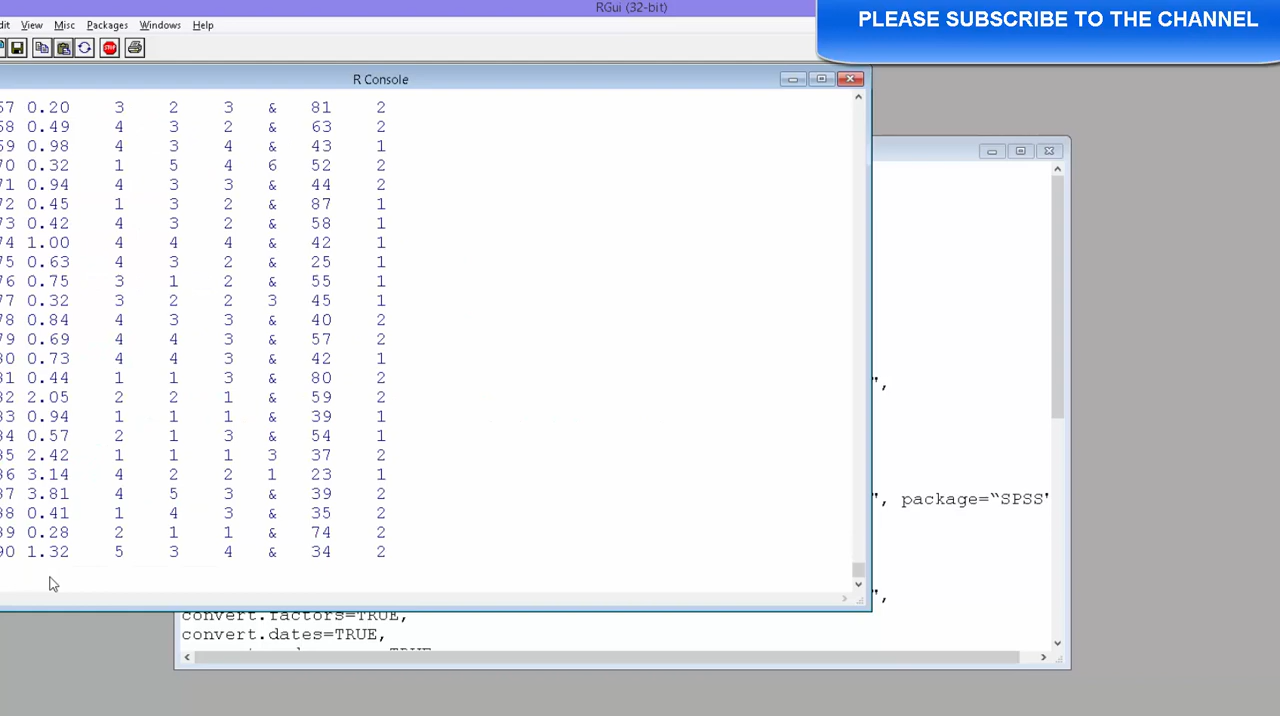 RGui (32-bit)
PLEASE SUBSCRIBE TO THE CHANNEL
dit View Misc Packages Windows Help
STOP
R Console
57 0.20 3 2 3 & 81 2
58 0.49 4 3 2 & 63 2
59 0.98 4 3 4 & 43 1
70 0.32 1 5 4 6 52 2
71 0.94 4 3 3 & 44 2
72 0.45 1 3 2 & 87 1
73 0.42 4 3 2 & 58 1
74 1.00 4 4 4 & 42 1
75 0.63 4 3 2 & 25 1
76 0.75 3 1 2 & 55 1
77 0.32 3 2 2 3 45 1
78 0.84 4 3 3 & 40 2
79 0.69 4 4 3 & 57 2
30 0.73 4 4 3 & 42 1
31 0.44 1 1 3 & 80 2
32 2.05 2 2 1 & 59 2
33 0.94 1 1 1 & 39 1
34 0.57 2 1 3 & 54 1
35 2.42 1 1 1 3 37 2
36 3.14 4 2 2 1 23 1
37 3.81 4 5 3 & 39 2
38 0.41 1 4 3 & 35 2
39 0.28 2 1 1 & 74 2
90 1.32 5 3 4 & 34 2
",
", package=“SPSS"
",
convert.factors=TRUE,
convert.dates=TRUE,